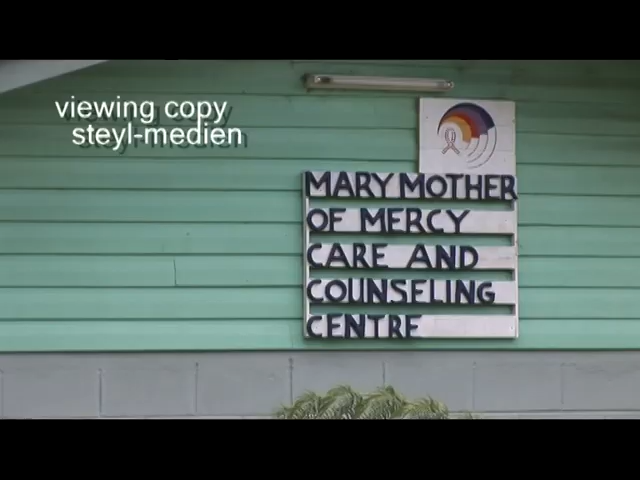 viewing copy
steyl-medien
MARY MOTHER
OF MERCY
CARE AND
COUNSELING
CENTRE